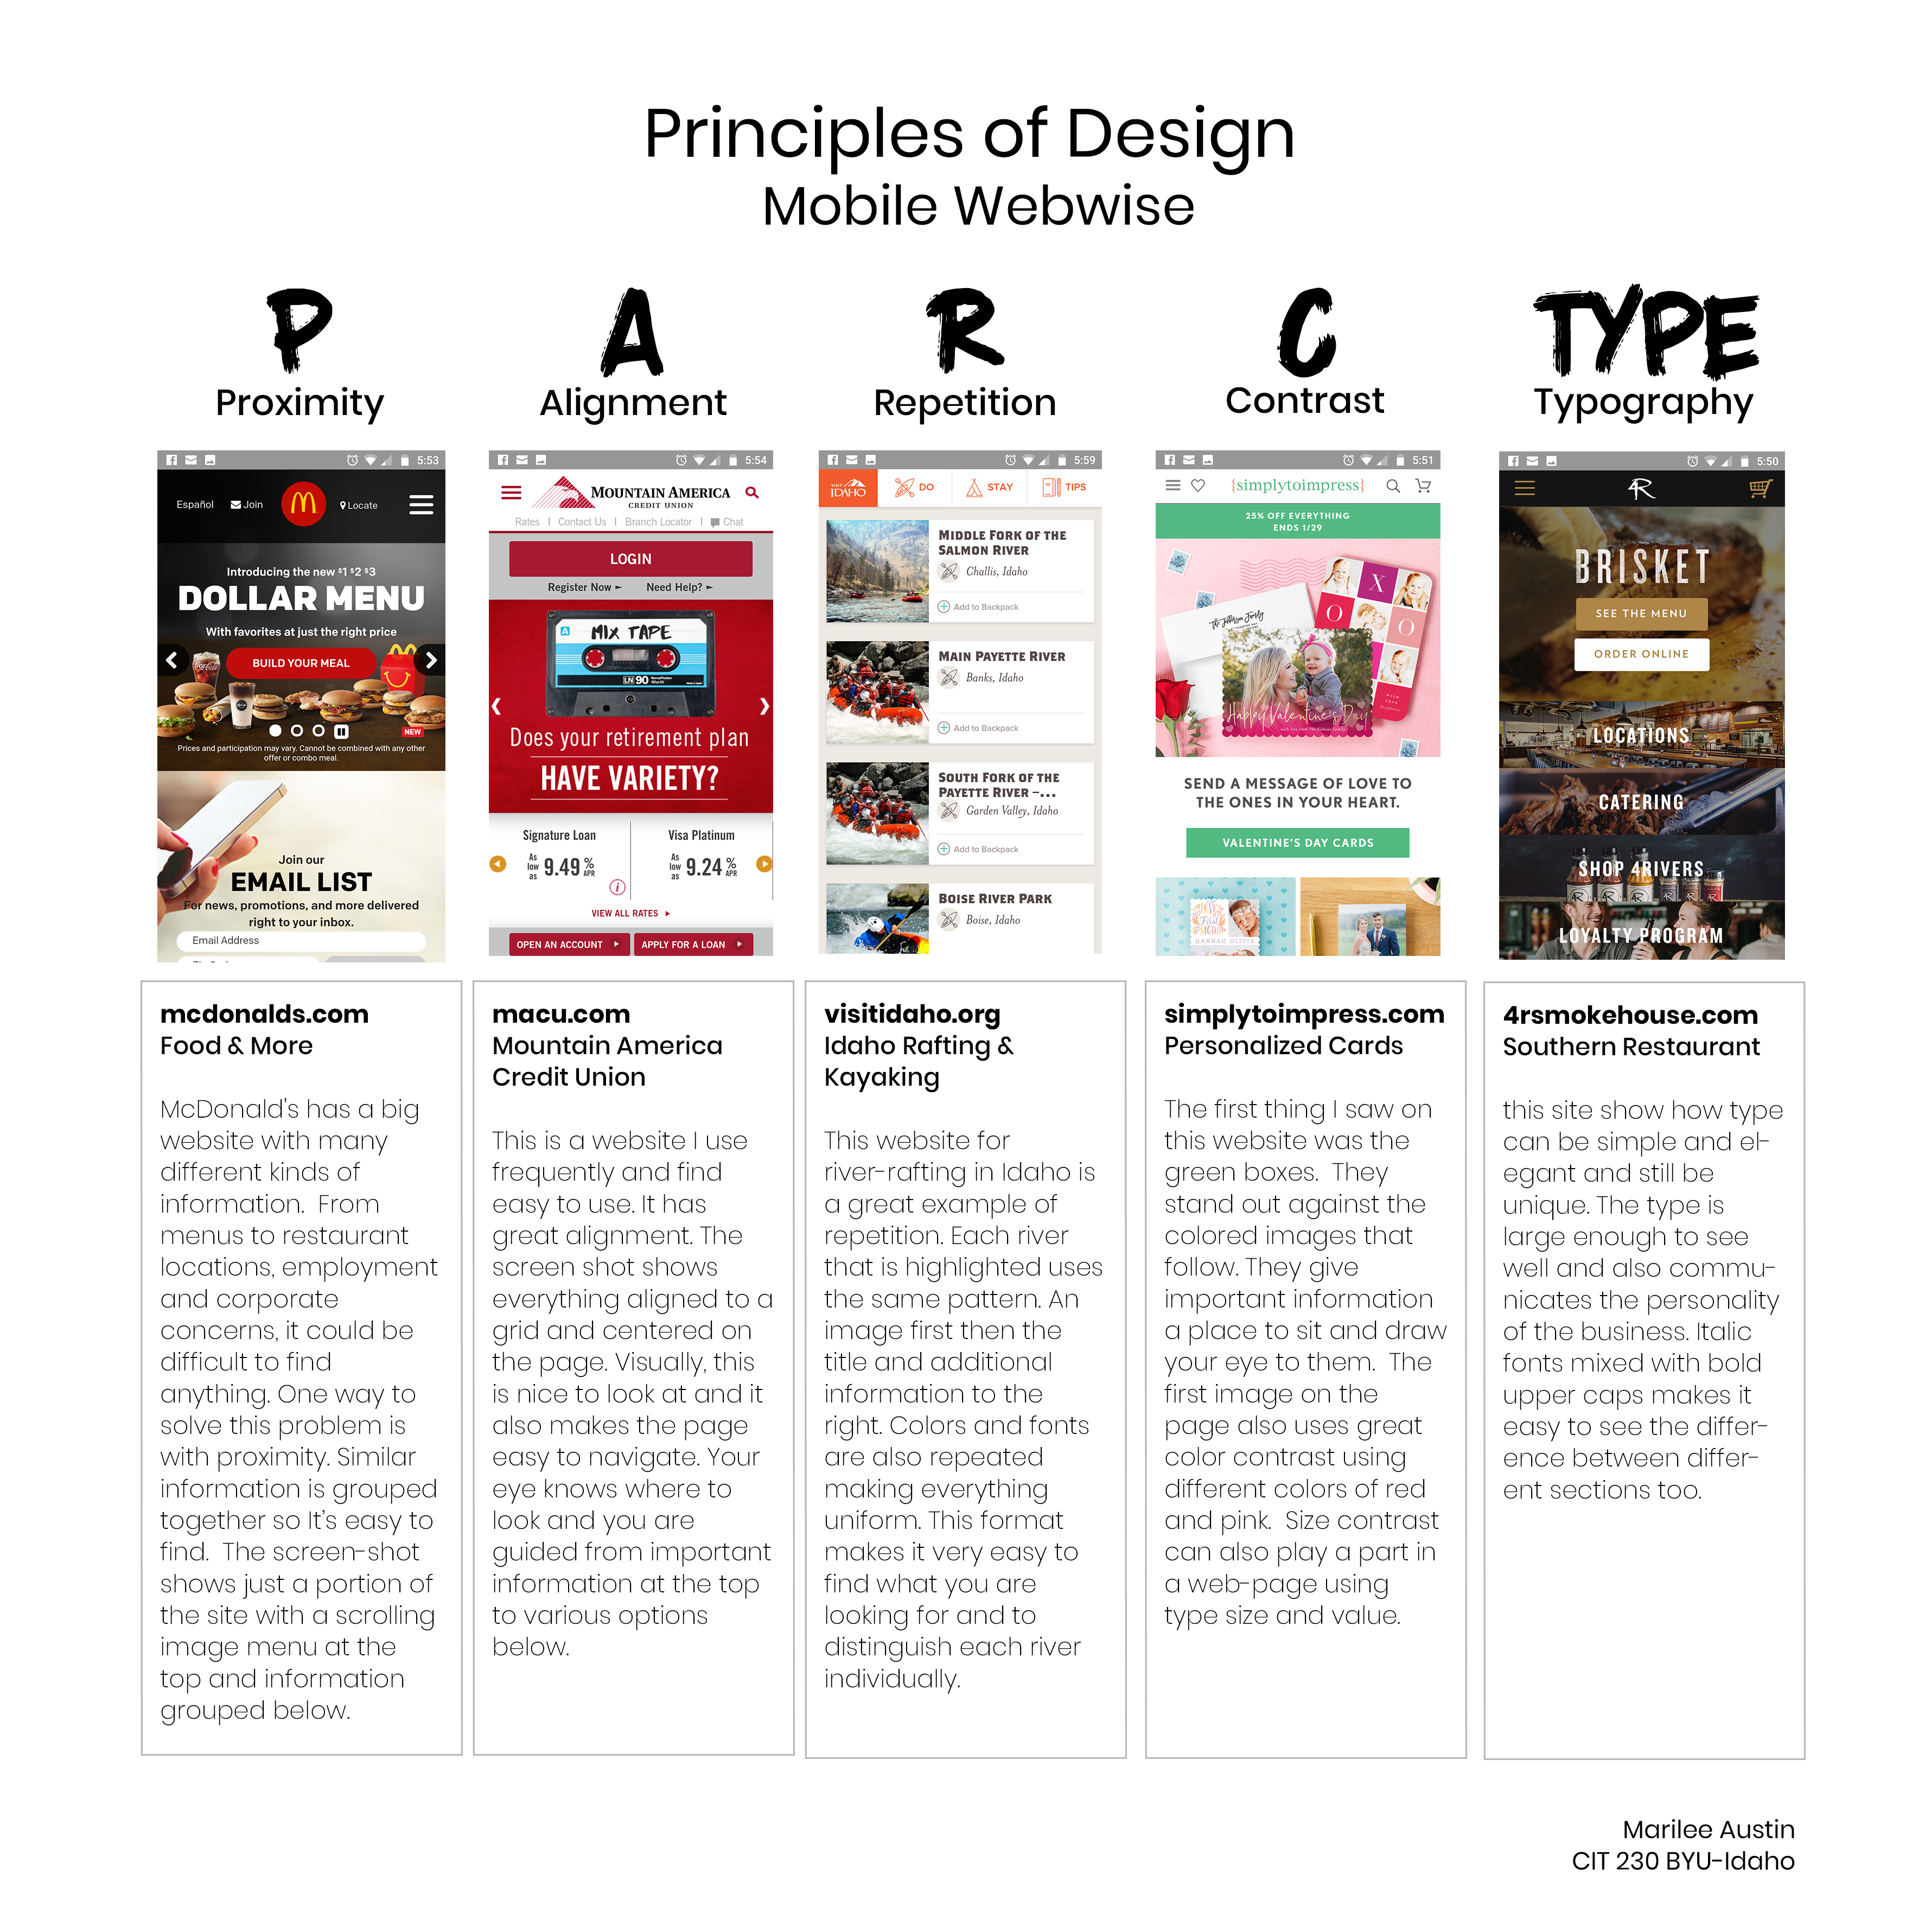 Principles of Design
Mobile Webwise
P
Proximity
A
Alignment
R
Repetition
C
Contrast
TYPE
Typography
5:53
Español
Join
Locate
Introducing the new $1 $2 $3
DOLLAR MENU
With favorites at just the right price
BUILD YOUR MEAL
NEW
Prices and participation may vary. Cannot be combined with any other
offer or combo meal.
Join our
EMAIL LIST
For news, promotions, and more delivered
right to your inbox.
Email Address
5:54
MOUNTAIN AMERICA
CREDIT UNION
Rates | Contact Us | Branch Locator | Chat
LOGIN
Register Now Need Help?
A MIX TAPE
LN 90
Does your retirement plan
HAVE VARIETY?
Signature Loan
As low as 9.49 % APR
i
Visa Platinum
As low as 9.24 % APR
VIEW ALL RATES
OPEN AN ACCOUNT
APPLY FOR A LOAN
5:59
VISIT IDAHO
DO
STAY
TIPS
MIDDLE FORK OF THE
SALMON RIVER
Challis, Idaho
Add to Backpack
MAIN PAYETTE RIVER
Banks, Idaho
Add to Backpack
SOUTH FORK OF THE
PAYETTE RIVER –...
Garden Valley, Idaho
Add to Backpack
BOISE RIVER PARK
Boise, Idaho
5:51
{simplytoimpress}
25% OFF EVERYTHING
ENDS 1/29
The Jefferson Family
X
O
O
Happy Valentine's Day
SEND A MESSAGE OF LOVE TO
THE ONES IN YOUR HEART.
VALENTINE'S DAY CARDS
HANNAH OLIVIA
5:50
4R
BRISKET
SEE THE MENU
ORDER ONLINE
LOCATIONS
CATERING
SHOP 4RIVERS
LOYALTY PROGRAM
mcdonalds.com
Food & More
McDonald's has a big
website with many
different kinds of
information.  From
menus to restaurant
locations, employment
and corporate
concerns, it could be
difficult to find
anything. One way to
solve this problem is
with proximity. Similar
information is grouped
together so It's easy to
find.  The screen-shot
shows just a portion of
the site with a scrolling
image menu at the
top and information
grouped below.
macu.com
Mountain America
Credit Union
This is a website I use
frequently and find
easy to use. It has
great alignment. The
screen shot shows
everything aligned to a
grid and centered on
the page. Visually, this
is nice to look at and it
also makes the page
easy to navigate. Your
eye knows where to
look and you are
guided from important
information at the top
to various options
below.
visitidaho.org
Idaho Rafting &
Kayaking
This website for
river-rafting in Idaho is
a great example of
repetition. Each river
that is highlighted uses
the same pattern. An
image first then the
title and additional
information to the
right. Colors and fonts
are also repeated
making everything
uniform. This format
makes it very easy to
find what you are
looking for and to
distinguish each river
individually.
simplytoimpress.com
Personalized Cards
The first thing I saw on
this website was the
green boxes.  They
stand out against the
colored images that
follow. They give
important information
a place to sit and draw
your eye to them.  The
first image on the
page also uses great
color contrast using
different colors of red
and pink.  Size contrast
can also play a part in
a web-page using
type size and value.
4rsmokehouse.com
Southern Restaurant
this site show how type
can be simple and el-
egant and still be
unique. The type is
large enough to see
well and also commu-
nicates the personality
of the business. Italic
fonts mixed with bold
upper caps makes it
easy to see the differ-
ence between differ-
ent sections too.
Marilee Austin
CIT 230 BYU-Idaho